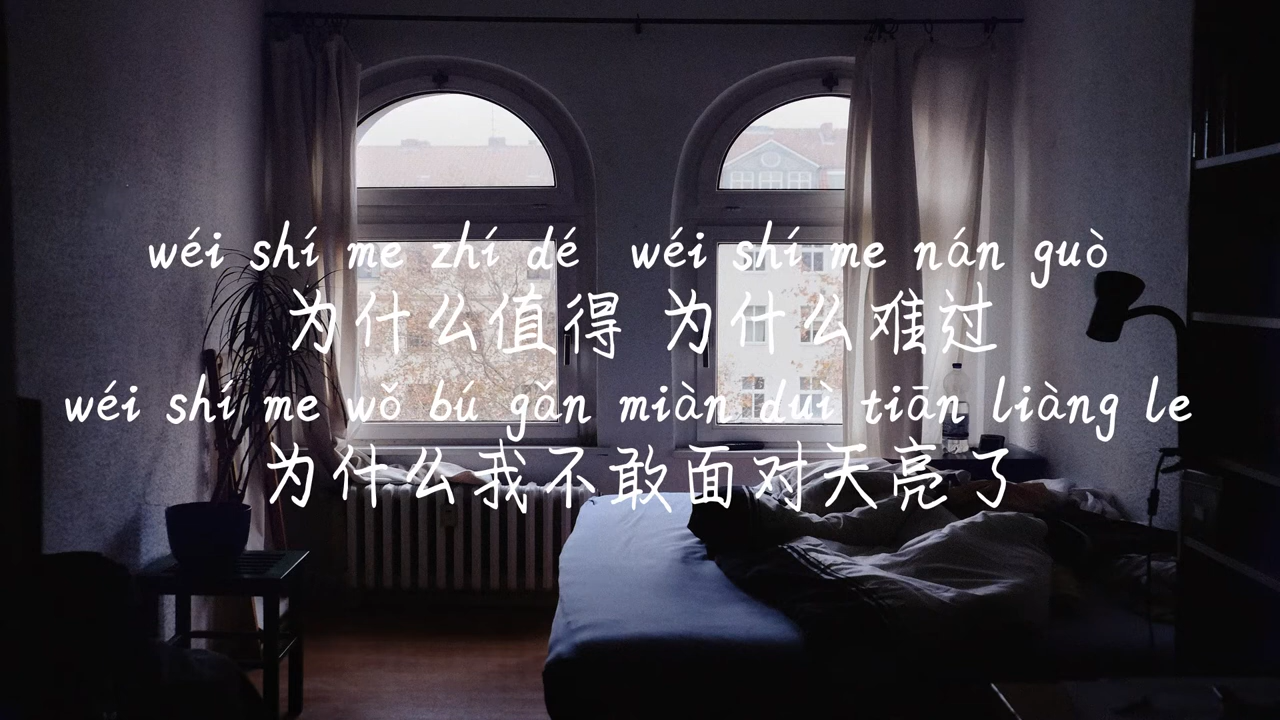 wéi shí me zhí dé  wéi shí me nán guò
为什么值得 为什么难过
wéi shí me wǒ bú gǎn miàn duì tiān liàng le
为什么我不敢面对天亮了